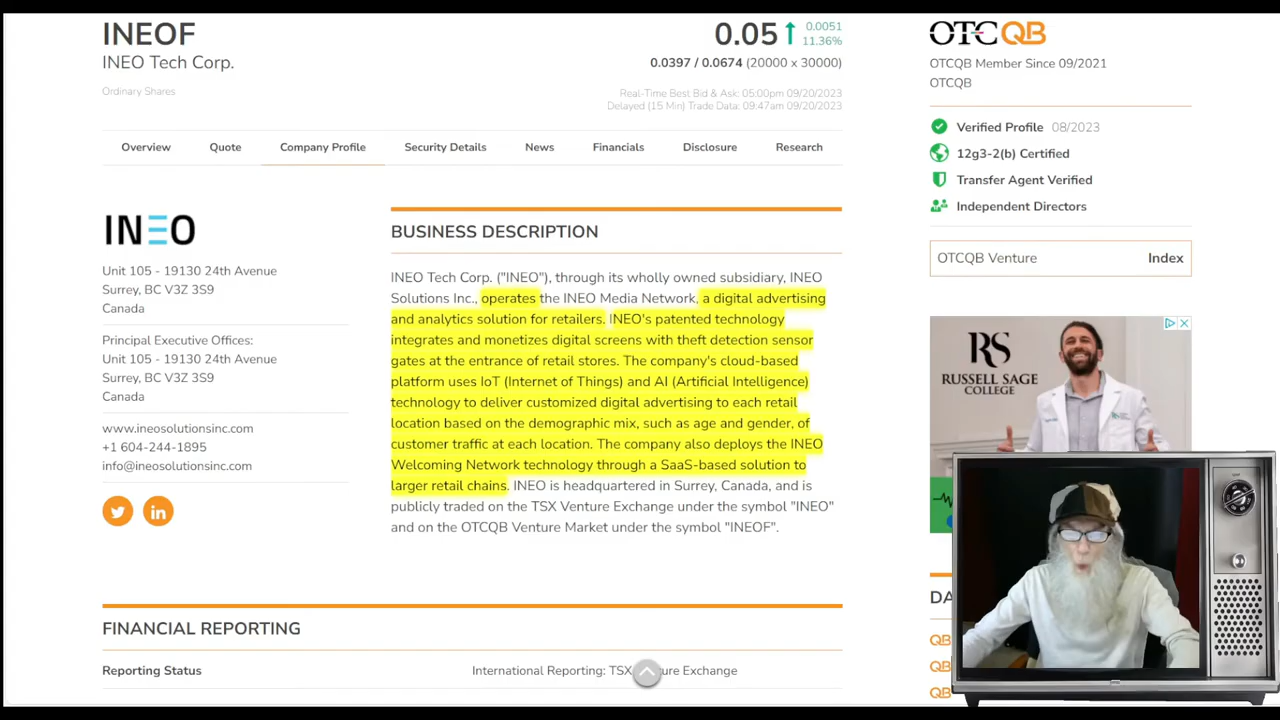 INEOF
INEO Tech Corp.
Ordinary Shares
0.05
0.0051
11.36%
0.0397 / 0.0674 (20000 x 30000)
Real-Time Best Bid & Ask: 05:00pm 09/20/2023
Delayed (15 Min) Trade Data: 09:47am 09/20/2023
Overview Quote Company Profile Security Details News Financials Disclosure Research
INEO
Unit 105 - 19130 24th Avenue
Surrey, BC V3Z 3S9
Canada
Principal Executive Offices:
Unit 105 - 19130 24th Avenue
Surrey, BC V3Z 3S9
Canada
www.ineosolutionsinc.com
+1 604-244-1895
info@ineosolutionsinc.com
in
BUSINESS DESCRIPTION
INEO Tech Corp. ("INEO"), through its wholly owned subsidiary, INEO
Solutions Inc., operates the INEO Media Network, a digital advertising
and analytics solution for retailers. INEO's patented technology
integrates and monetizes digital screens with theft detection sensor
gates at the entrance of retail stores. The company's cloud-based
platform uses IoT (Internet of Things) and AI (Artificial Intelligence)
technology to deliver customized digital advertising to each retail
location based on the demographic mix, such as age and gender, of
customer traffic at each location. The company also deploys the INEO
Welcoming Network technology through a SaaS-based solution to
larger retail chains. INEO is headquartered in Surrey, Canada, and is
publicly traded on the TSX Venture Exchange under the symbol "INEO"
and on the OTCQB Venture Market under the symbol "INEOF".
FINANCIAL REPORTING
Reporting Status
International Reporting: TSX ure Exchange
OTCQB
OTCQB Member Since 09/2021
OTCQB
Verified Profile 08/2023
12g3-2(b) Certified
Transfer Agent Verified
Independent Directors
OTCQB Venture Index
RS
RUSSELL SAGE
COLLEGE
DA
QB
QB
QB